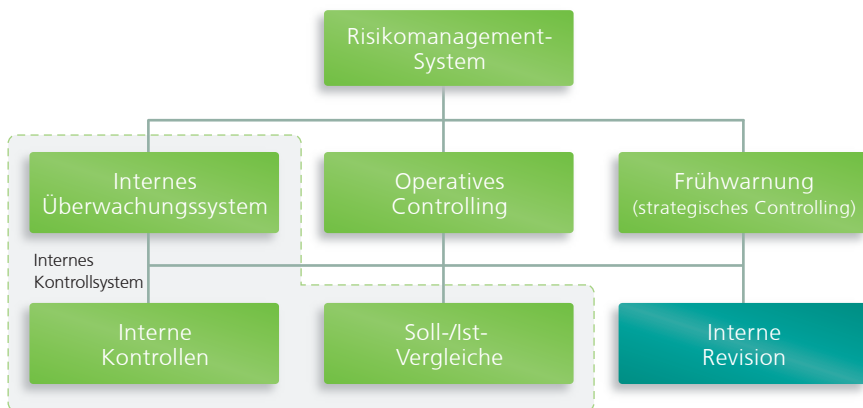 Risikomanagement-
System
Internes
Überwachungssystem
Operatives
Controlling
Frühwarnung
(strategisches Controlling)
Internes
Kontrollsystem
Interne
Kontrollen
Soll-/Ist-
Vergleiche
Interne
Revision